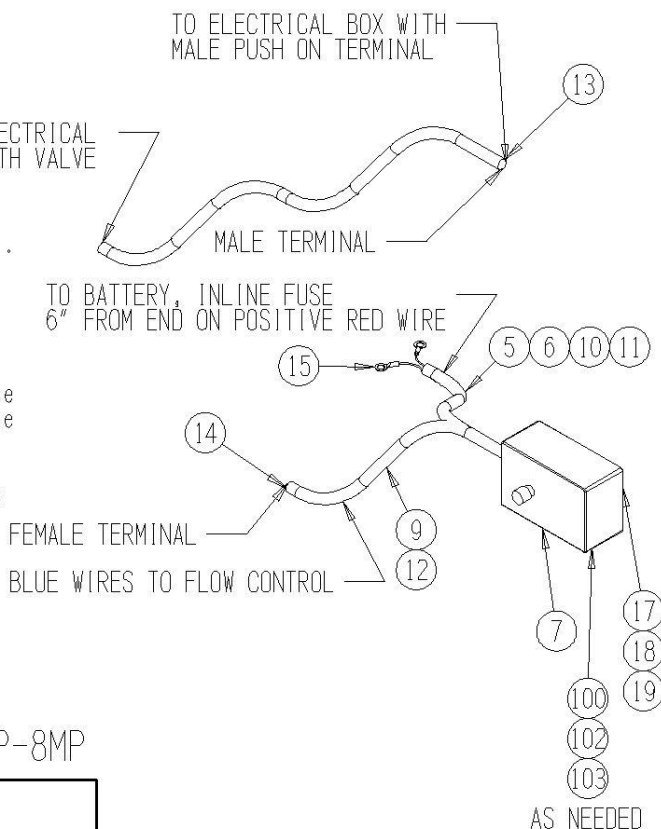 TO ELECTRICAL BOX WITH
MALE PUSH ON TERMINAL
13
VALVE
MALE TERMINAL
TO BATTERY, INLINE FUSE
6" FROM END ON POSITIVE RED WIRE
15
5 6 10 11
14
FEMALE TERMINAL
9
BLUE WIRES TO FLOW CONTROL
12
7
17
18
19
100
102
103
P-8MP
AS NEEDED